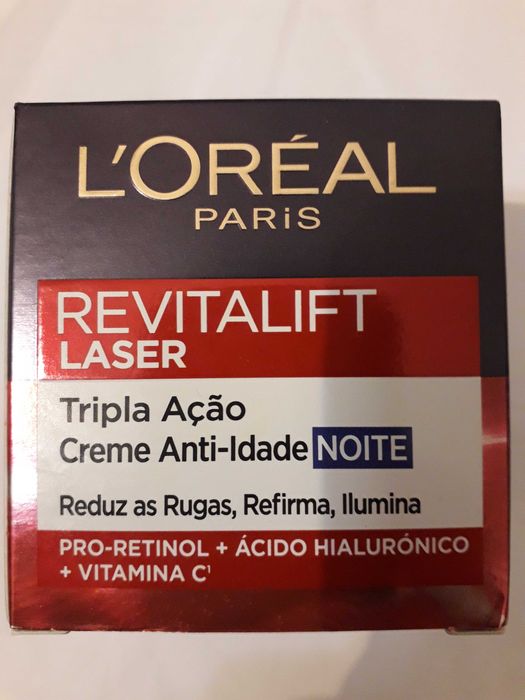 L'ORÉAL
PARiS
REVITALIFT
LASER
Tripla Ação
Creme Anti-Idade NOITE
Reduz as Rugas, Refirma, Ilumina
PRO-RETINOL + ÁCIDO HIALURÓNICO
+ VITAMINA C¹